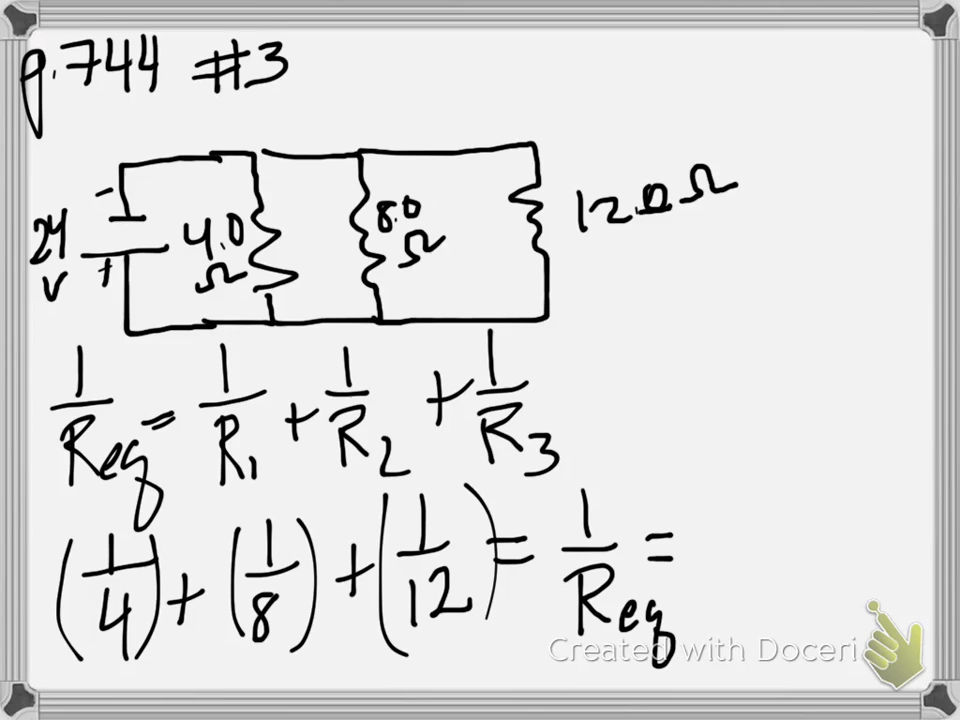 p.744 #3
-
24 V
+
4.0 Ω
8.0 Ω
12.0 Ω
1/Req = 1/R1 + 1/R2 + 1/R3
(1/4) + (1/8) + (1/12) = 1/Req =
Created with Doceri